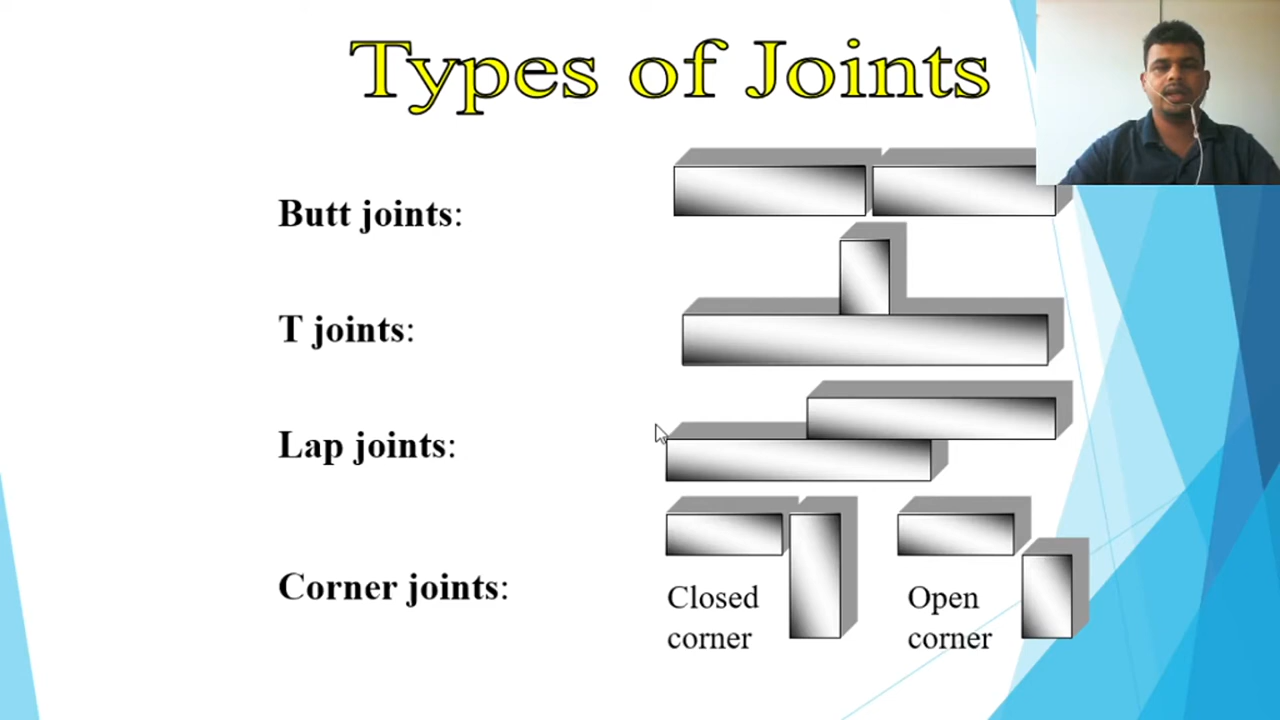 Types of Joints
Butt joints:
T joints:
Lap joints:
Corner joints:
Closed
corner
Open
corner